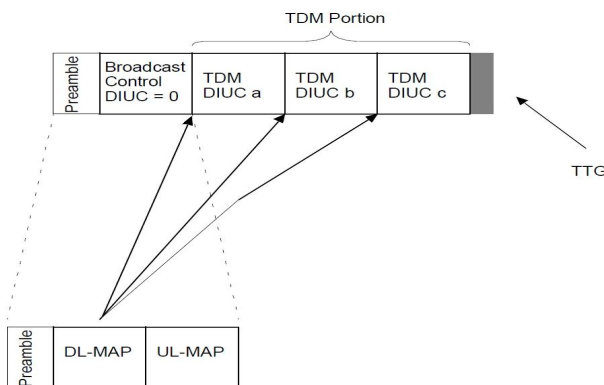 TDM Portion
Preamble
Broadcast
Control
DIUC = 0
TDM
DIUC a
TDM
DIUC b
TDM
DIUC c
TTG
Preamble
DL-MAP
UL-MAP